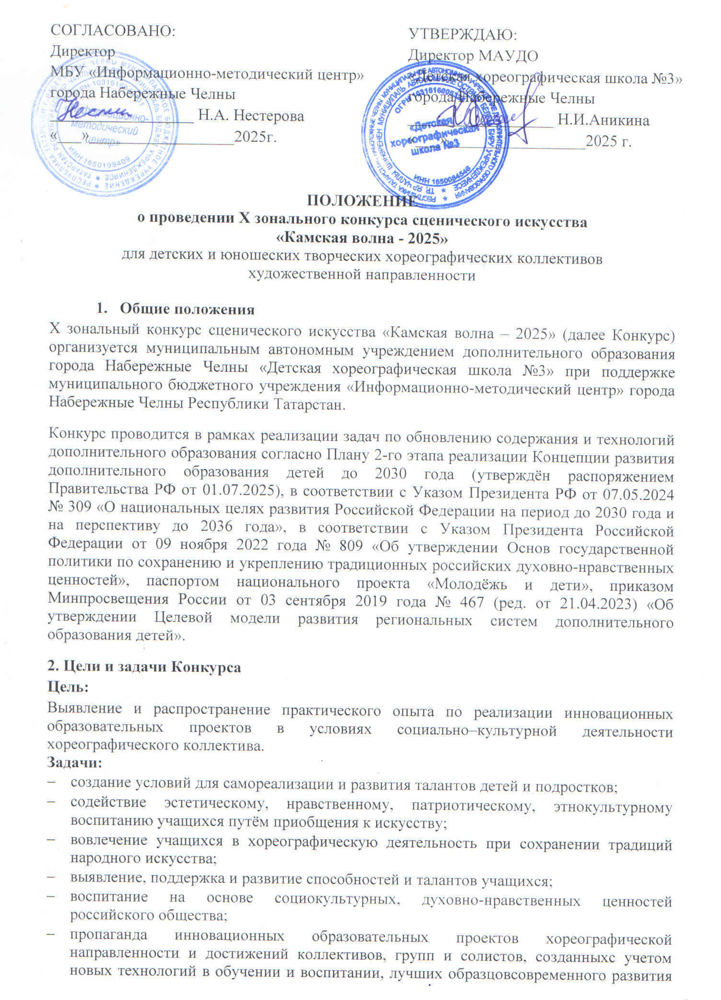 СОГЛАСОВАНО:
Директор
МБУ «Информационно-методический центр»
города Набережные Челны
Н.А. Нестерова
«___»__________________2025г.
УТВЕРЖДАЮ:
Директор МАУДО
«Детская хореографическая школа №3»
города Набережные Челны
Н.И.Аникина
«___»__________________2025 г.
«Информационно-
методический
центр»
ИНН 1650109409
«Детская
хореографическая
школа №3
ИНН 1650084548
ПОЛОЖЕНИЕ
о проведении X зонального конкурса сценического искусства
«Камская волна - 2025»
для детских и юношеских творческих хореографических коллективов
художественной направленности
1. Общие положения
X зональный конкурс сценического искусства «Камская волна – 2025» (далее Конкурс)
организуется муниципальным автономным учреждением дополнительного образования
города Набережные Челны «Детская хореографическая школа №3» при поддержке
муниципального бюджетного учреждения «Информационно-методический центр» города
Набережные Челны Республики Татарстан.
Конкурс проводится в рамках реализации задач по обновлению содержания и технологий
дополнительного образования согласно Плану 2-го этапа реализации Концепции развития
дополнительного образования детей до 2030 года (утверждён распоряжением
Правительства РФ от 01.07.2025), в соответствии с Указом Президента РФ от 07.05.2024
№ 309 «О национальных целях развития Российской Федерации на период до 2030 года и
на перспективу до 2036 года», в соответствии с Указом Президента Российской
Федерации от 09 ноября 2022 года № 809 «Об утверждении Основ государственной
политики по сохранению и укреплению традиционных российских духовно-нравственных
ценностей», паспортом национального проекта «Молодёжь и дети», приказом
Минпросвещения России от 03 сентября 2019 года № 467 (ред. от 21.04.2023) «Об
утверждении Целевой модели развития региональных систем дополнительного
образования детей».
2. Цели и задачи Конкурса
Цель:
Выявление и распространение практического опыта по реализации инновационных
образовательных проектов в условиях социально–культурной деятельности
хореографического коллектива.
Задачи:
– создание условий для самореализации и развития талантов детей и подростков;
– содействие эстетическому, нравственному, патриотическому, этнокультурному
воспитанию учащихся путём приобщения к искусству;
– вовлечение учащихся в хореографическую деятельность при сохранении традиций
народного искусства;
– выявление, поддержка и развитие способностей и талантов учащихся;
– воспитание на основе социокультурных, духовно-нравственных ценностей
российского общества;
– пропаганда инновационных образовательных проектов хореографической
направленности и достижений коллективов, групп и солистов, созданныхс учетом
новых технологий в обучении и воспитании, лучших образцовсовременного развития